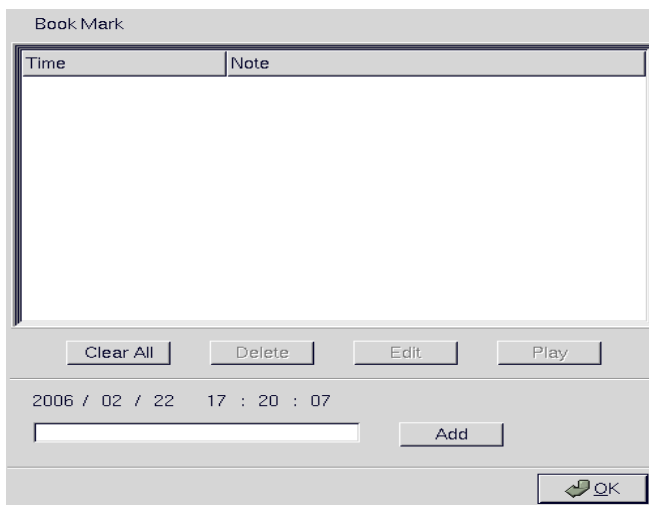 Book Mark
Time Note
Clear All Delete Edit Play
2006 / 02 / 22 17 : 20 : 07
Add
OK